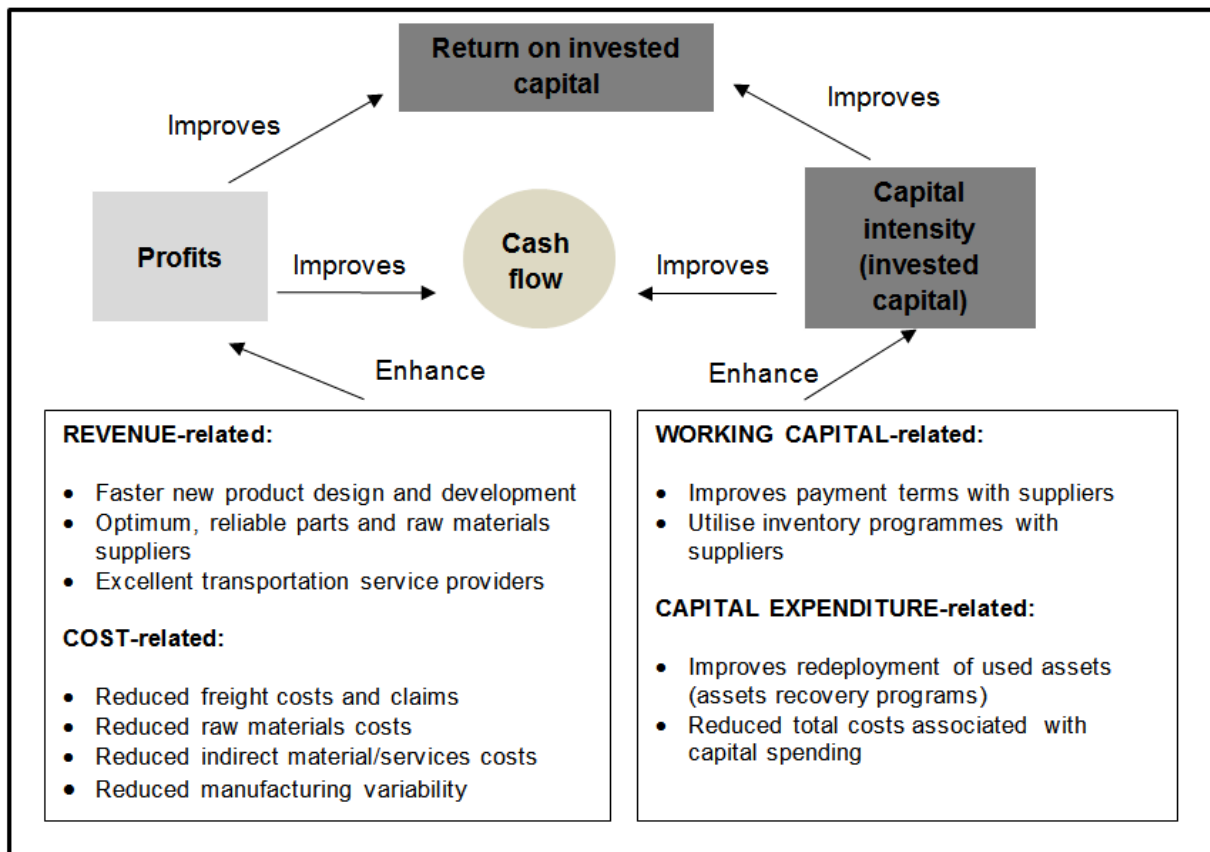 Return on invested
capital
Improves
Improves
Profits
Improves
Cash
flow
Improves
Capital
intensity
(invested
capital)
Enhance
Enhance
REVENUE-related:
• Faster new product design and development
• Optimum, reliable parts and raw materials
suppliers
• Excellent transportation service providers
COST-related:
• Reduced freight costs and claims
• Reduced raw materials costs
• Reduced indirect material/services costs
• Reduced manufacturing variability
WORKING CAPITAL-related:
• Improves payment terms with suppliers
• Utilise inventory programmes with
suppliers
CAPITAL EXPENDITURE-related:
• Improves redeployment of used assets
(assets recovery programs)
• Reduced total costs associated with
capital spending